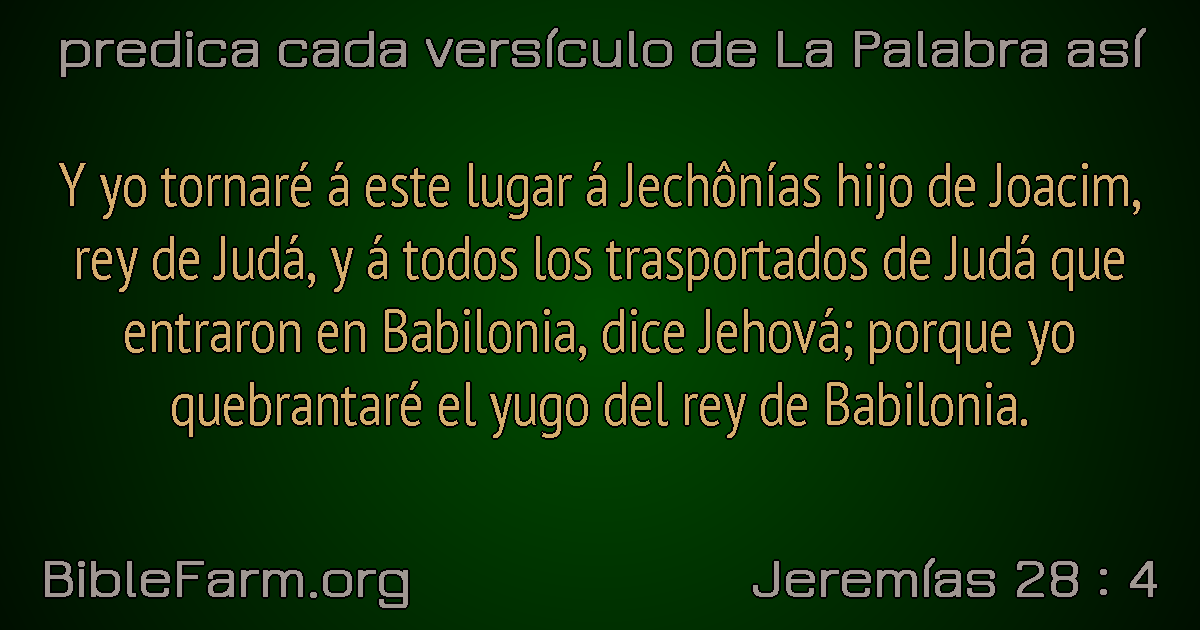 predica cada versículo de La Palabra así
Y yo tornaré á este lugar á Jechônías hijo de Joacim,
rey de Judá, y á todos los trasportados de Judá que
entraron en Babilonia, dice Jehová; porque yo
quebrantaré el yugo del rey de Babilonia.
BibleFarm.org
Jeremías 28 : 4